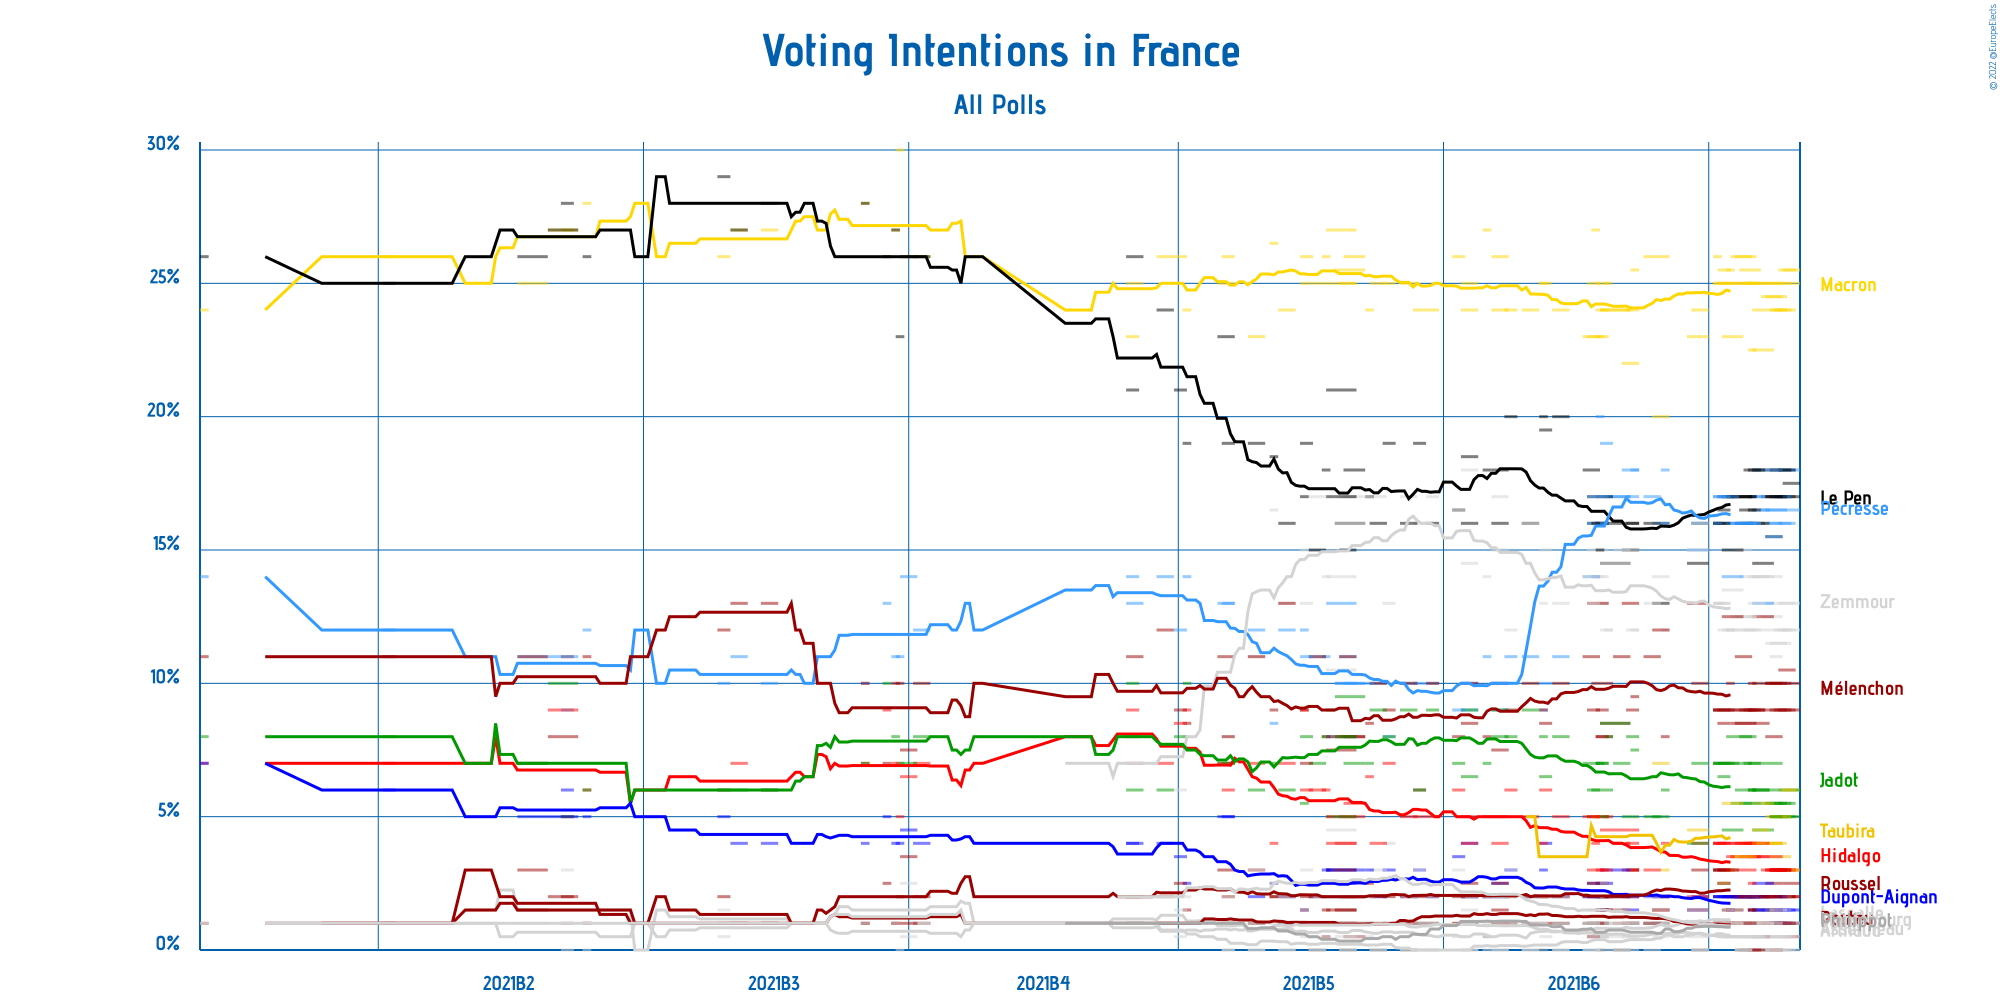 © 2022 @EuropeElects
Voting Intentions in France
All Polls
30%
25%
20%
15%
10%
5%
0%
Macron
Le Pen
Pécresse
Zemmour
Mélenchon
Jadot
Taubira
Hidalgo
Roussel
Dupont-Aignan
2021B2
2021B3
2021B4
2021B5
2021B6